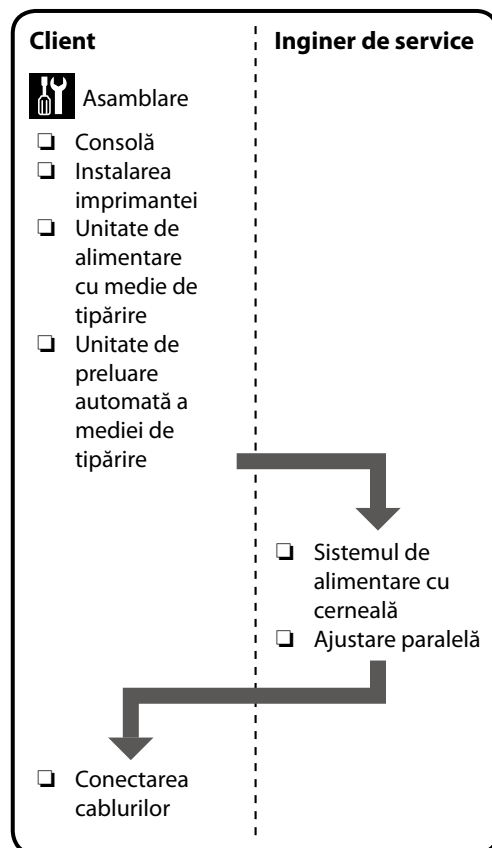 Client
Inginer de service
Asamblare
❏ Consolă
❏ Instalarea
imprimantei
❏ Unitate de
alimentare
cu medie de
tipărire
❏ Unitate de
preluare
automată a
mediei de
tipărire
❏ Sistemul de
alimentare cu
cerneală
❏ Ajustare paralelă
❏ Conectarea
cablurilor